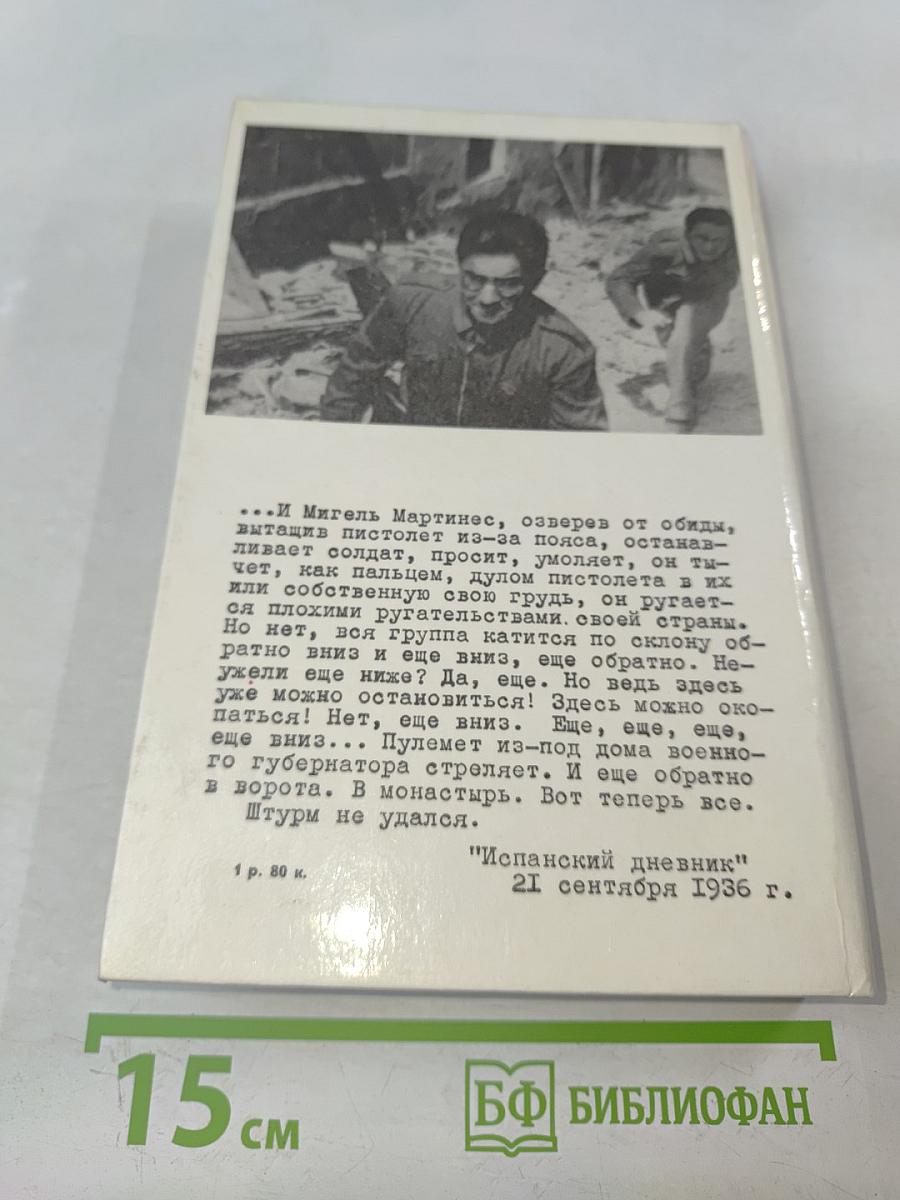 ...И Мигель Мартинес, озверев от обиды,
вытащив пистолет из-за пояса, останав-
ливает солдат, просит, умоляет, он ты-
чет, как пальцем, дулом пистолета в их
или собственную свою грудь, он ругает-
ся плохими ругательствами. своей страны.
Но нет, вся группа катится по склону об-
ратно вниз и еще вниз, еще обратно. Не-
ужели еще ниже? Да, еще. Но ведь здесь
уже можно остановиться! Здесь можно око-
паться! Нет, еще вниз. Еще, еще, еще,
еще вниз... Пулемет из-под дома военно-
го губернатора стреляет. И еще обратно
в ворота. В монастырь. Вот теперь все.
Штурм не удался.
"Испанский дневник"
21 сентября 1936 г.
1 р. 80 к.
15 см
БФ БИБЛИОФАН